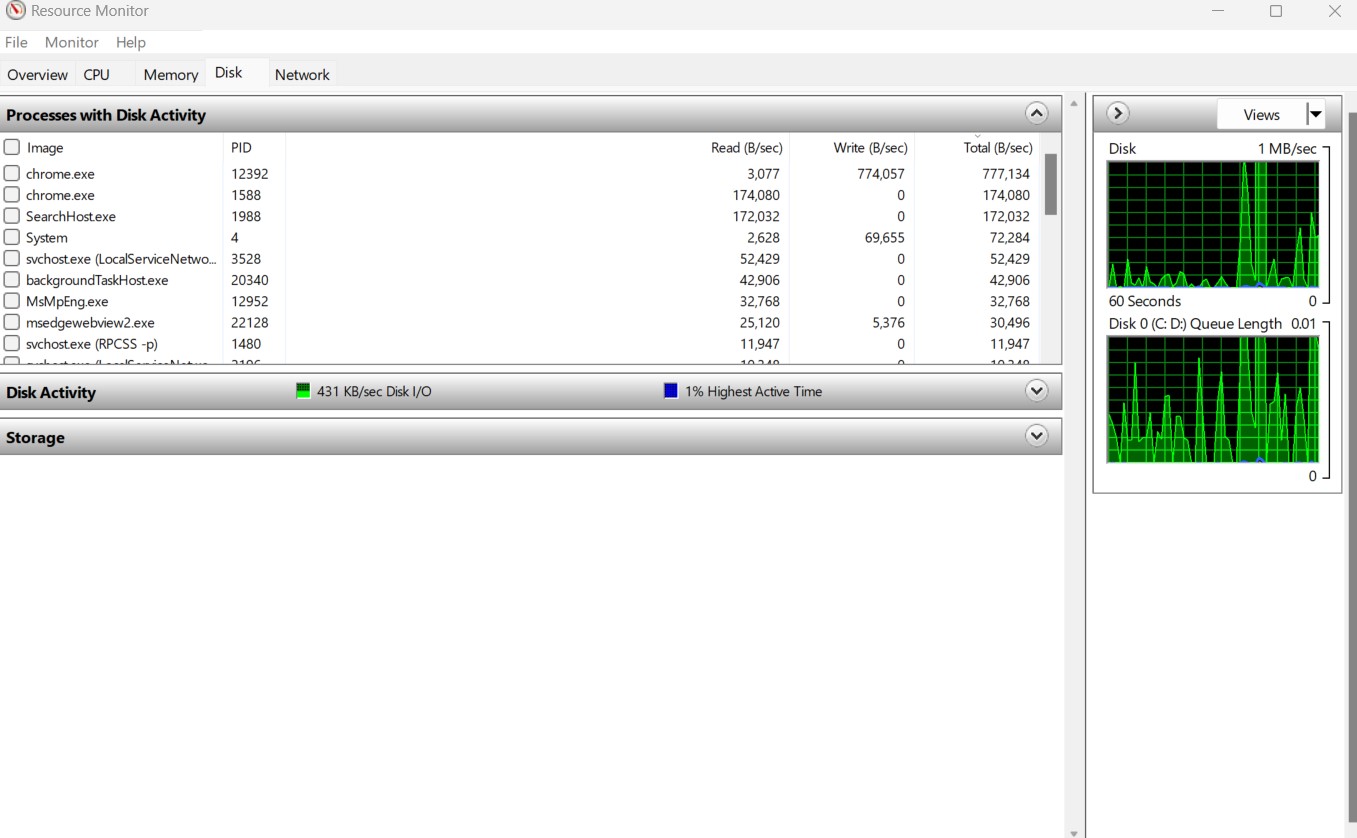 Resource Monitor
File Monitor Help
Overview CPU Memory Disk Network
Processes with Disk Activity
Image PID Read (B/sec) Write (B/sec) Total (B/sec)
chrome.exe 12392 3,077 774,057 777,134
chrome.exe 1588 174,080 0 174,080
SearchHost.exe 1988 172,032 0 172,032
System 4 2,628 69,655 72,284
svchost.exe (LocalServiceNetwo... 3528 52,429 0 52,429
backgroundTaskHost.exe 20340 42,906 0 42,906
MsMpEng.exe 12952 32,768 0 32,768
msedgewebview2.exe 22128 25,120 5,376 30,496
svchost.exe (RPCSS -p) 1480 11,947 0 11,947
Disk Activity 431 KB/sec Disk I/O 1% Highest Active Time
Storage
Views
Disk 1 MB/sec
60 Seconds 0
Disk 0 (C: D:) Queue Length 0.01
0